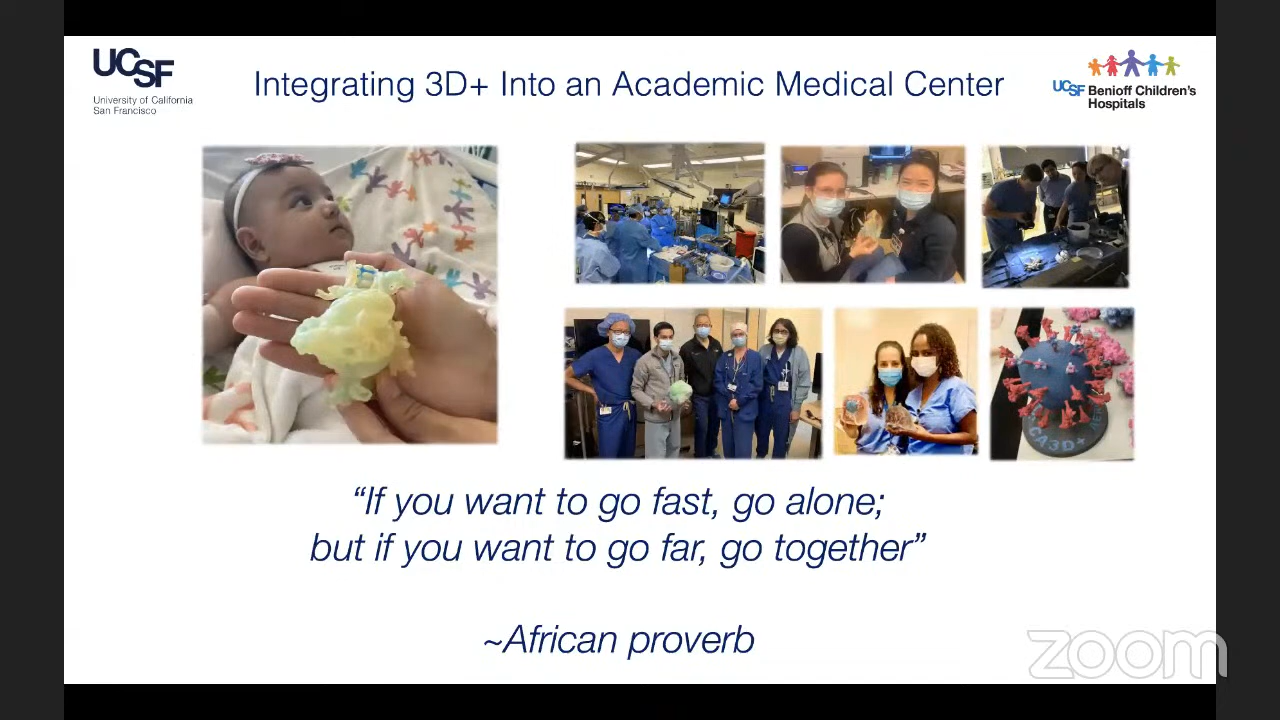 UCSF
University of California
San Francisco
Integrating 3D+ Into an Academic Medical Center
UCSF Benioff Children's
Hospitals
CA3D+
“If you want to go fast, go alone;
but if you want to go far, go together”
~African proverb
zoom